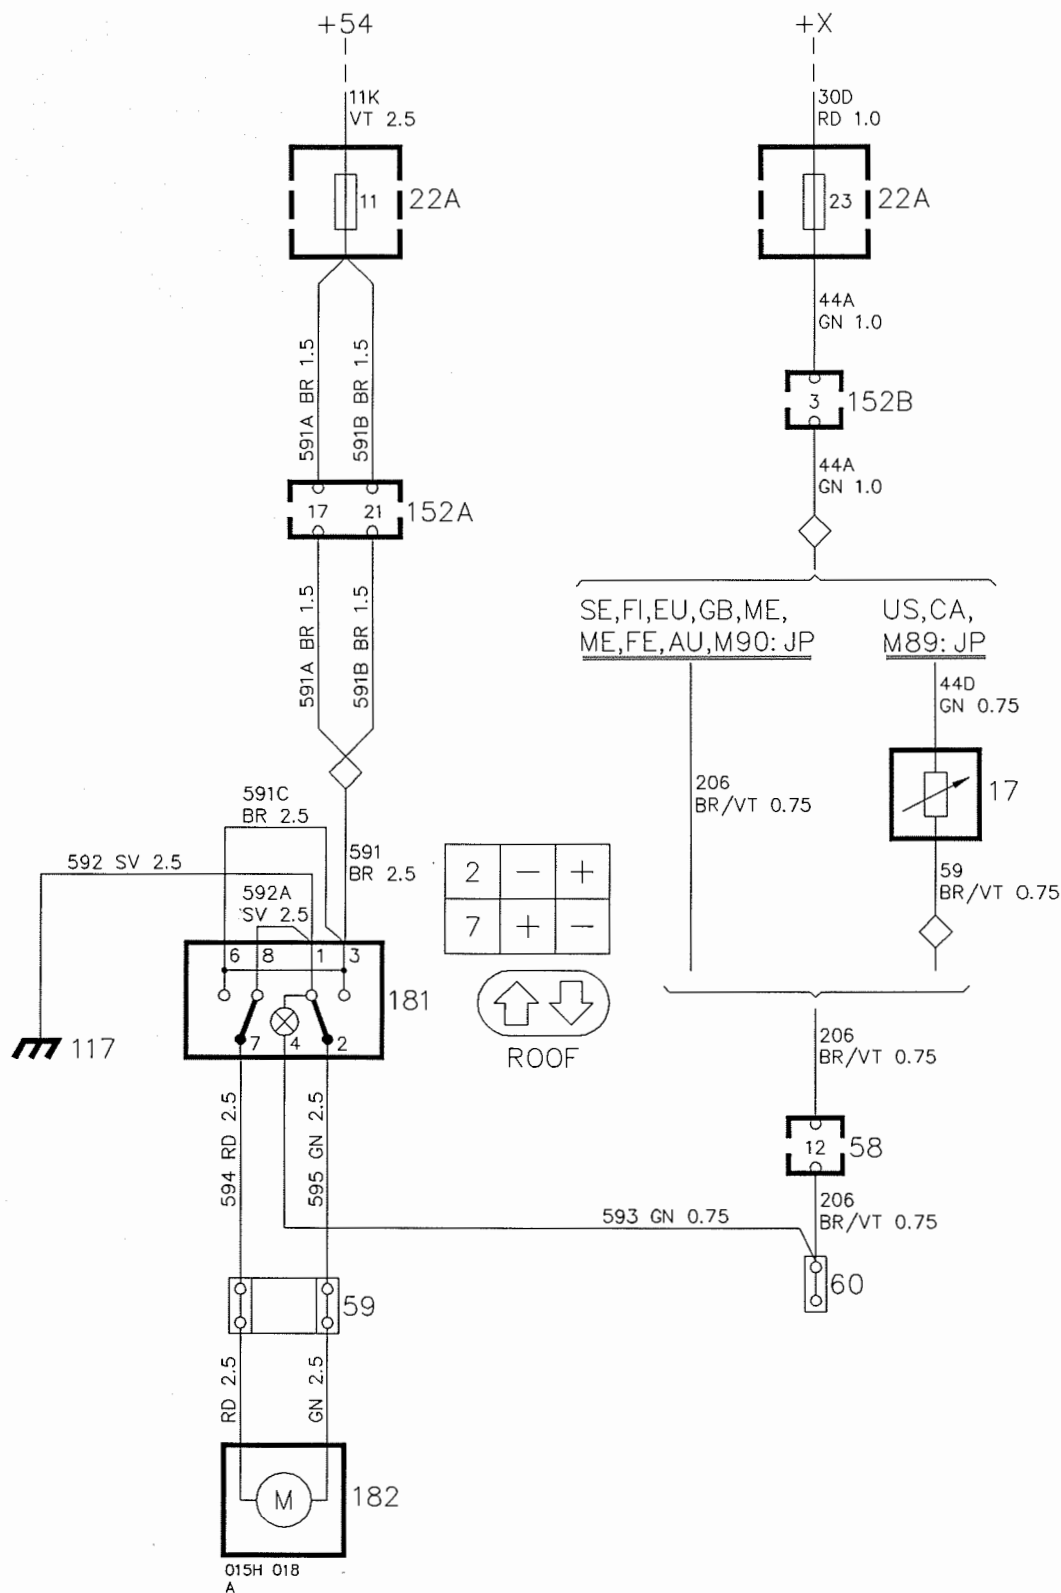 +54
+X
11K
VT 2.5
30D
RD 1.0
11
22A
23
22A
591A BR 1.5
591B BR 1.5
44A
GN 1.0
3
152B
17
21
152A
44A
GN 1.0
591A BR 1.5
591B BR 1.5
SE,FI,EU,GB,ME,
ME,FE,AU,M90: JP
US,CA,
M89: JP
44D
GN 0.75
206
BR/VT 0.75
17
591C
BR 2.5
592 SV 2.5
591
BR 2.5
592A
SV 2.5
2 − +
7 + −
59
BR/VT 0.75
6 8 1 3
181
7 4 2
117
ROOF
206
BR/VT 0.75
594 RD 2.5
595 GN 2.5
12
58
593 GN 0.75
206
BR/VT 0.75
60
59
RD 2.5
GN 2.5
M
182
015H 018
A